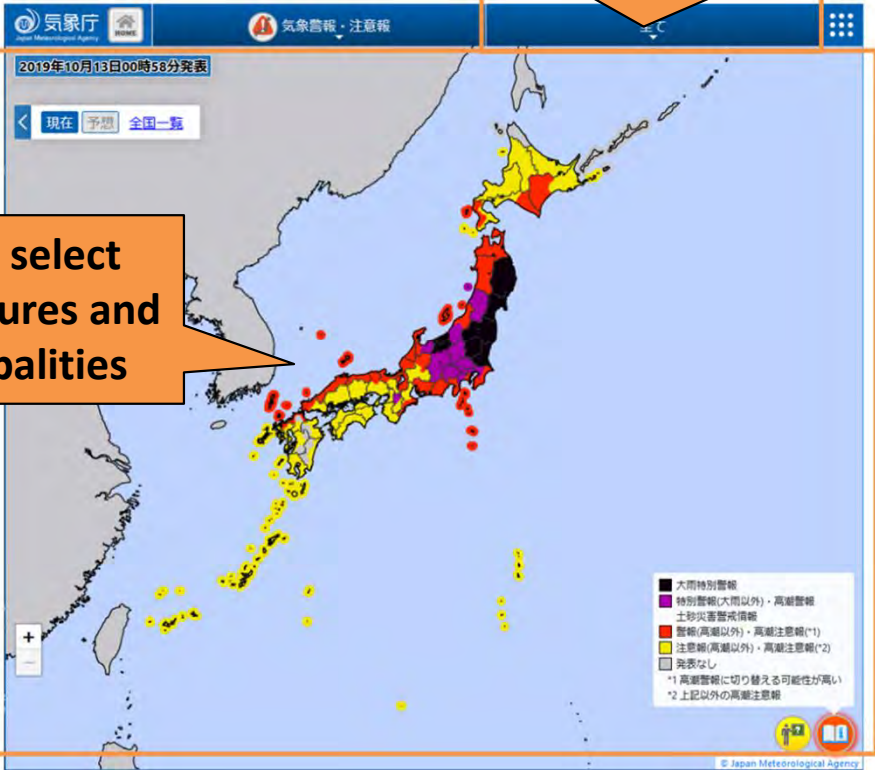 気象庁
Japan Meteorological Agency
HOME
気象警報・注意報
全て
2019年10月13日00時58分発表
現在 予想 全国一覧
select
ures and
palities
大雨特別警報
特別警報(大雨以外)・高潮警報
土砂災害警戒情報
警報(高潮以外)・高潮注意報(*1)
注意報(高潮以外)・高潮注意報(*2)
発表なし
*1 高潮警報に切り替える可能性が高い
*2 上記以外の高潮注意報
+
−
© Japan Meteorological Agency